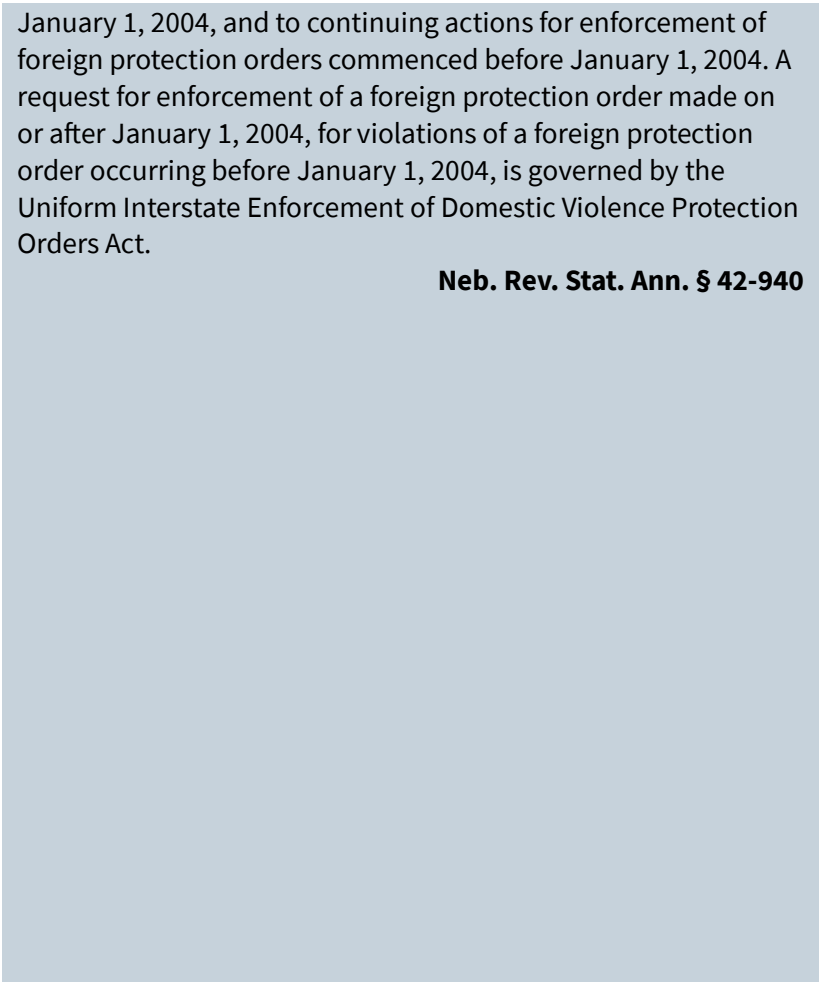 January 1, 2004, and to continuing actions for enforcement of
foreign protection orders commenced before January 1, 2004. A
request for enforcement of a foreign protection order made on
or after January 1, 2004, for violations of a foreign protection
order occurring before January 1, 2004, is governed by the
Uniform Interstate Enforcement of Domestic Violence Protection
Orders Act.
Neb. Rev. Stat. Ann. § 42-940